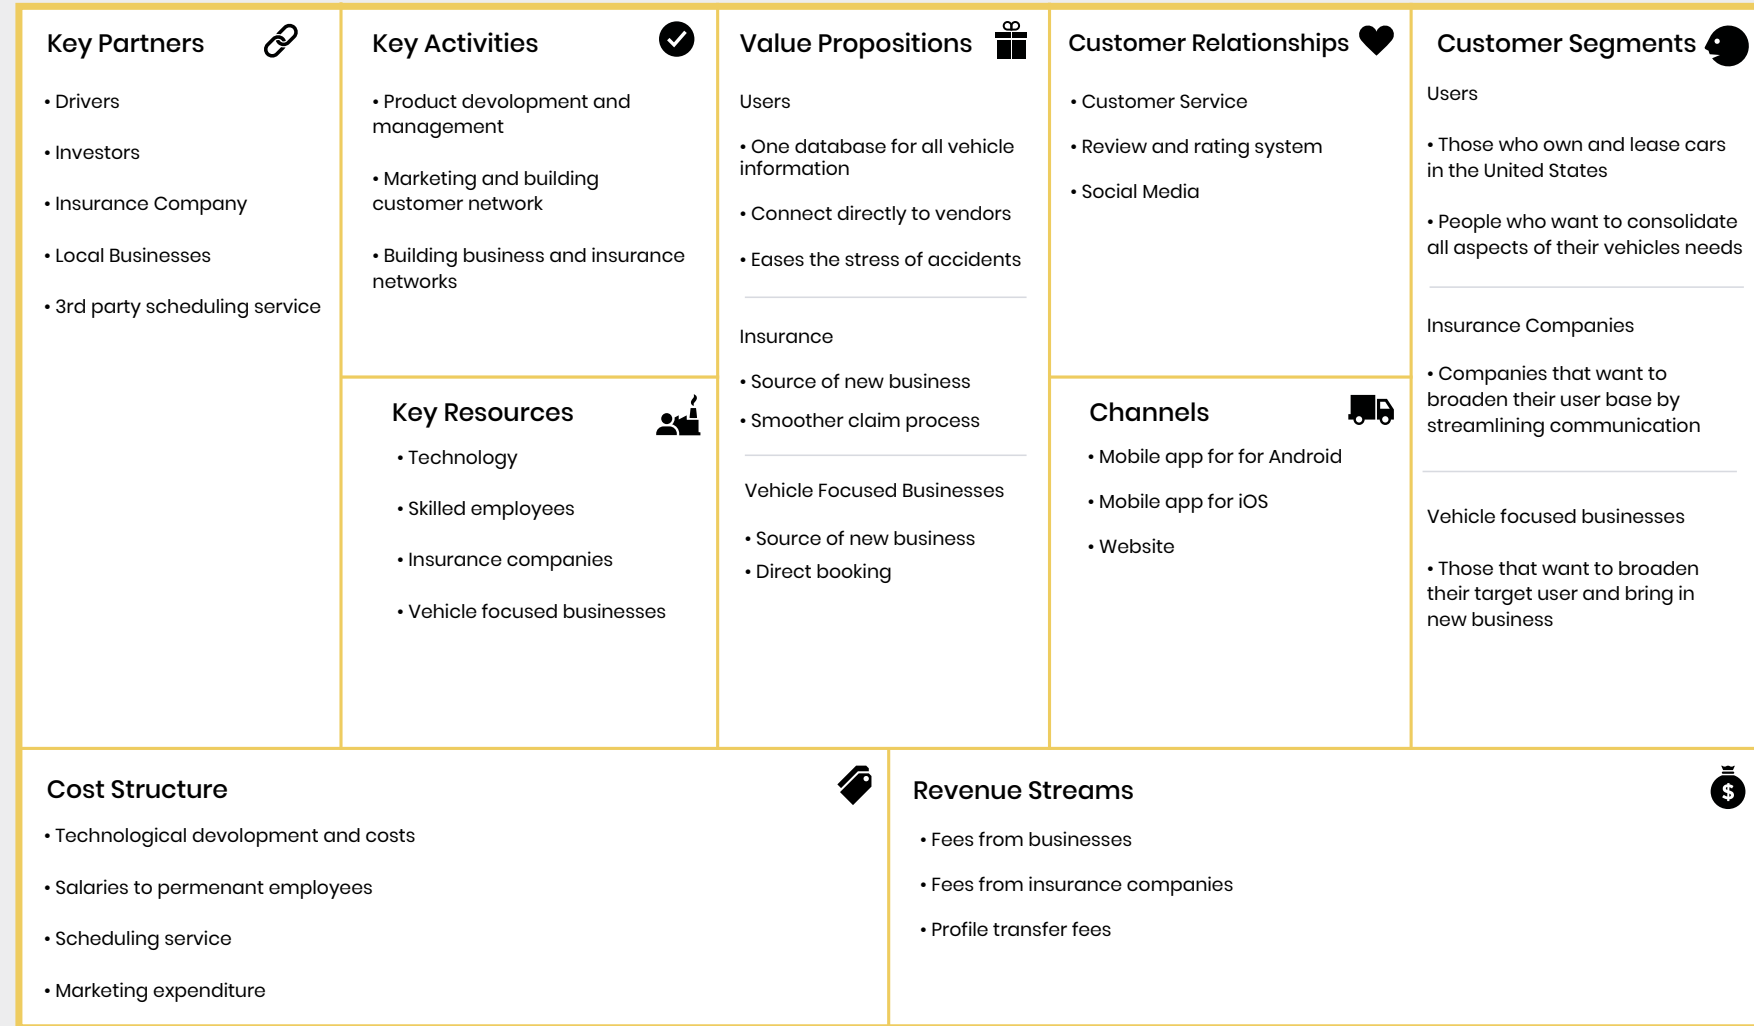 Key Partners
• Drivers
• Investors
• Insurance Company
• Local Businesses
• 3rd party scheduling service
Key Activities
• Product devolopment and
management
• Marketing and building
customer network
• Building business and insurance
networks
Key Resources
• Technology
• Skilled employees
• Insurance companies
• Vehicle focused businesses
Value Propositions
Users
• One database for all vehicle
information
• Connect directly to vendors
• Eases the stress of accidents
Insurance
• Source of new business
• Smoother claim process
Vehicle Focused Businesses
• Source of new business
• Direct booking
Customer Relationships
• Customer Service
• Review and rating system
• Social Media
Channels
• Mobile app for for Android
• Mobile app for iOS
• Website
Customer Segments
Users
• Those who own and lease cars
in the United States
• People who want to consolidate
all aspects of their vehicles needs
Insurance Companies
• Companies that want to
broaden their user base by
streamlining communication
Vehicle focused businesses
• Those that want to broaden
their target user and bring in
new business
Cost Structure
• Technological devolopment and costs
• Salaries to permenant employees
• Scheduling service
• Marketing expenditure
Revenue Streams
$
• Fees from businesses
• Fees from insurance companies
• Profile transfer fees